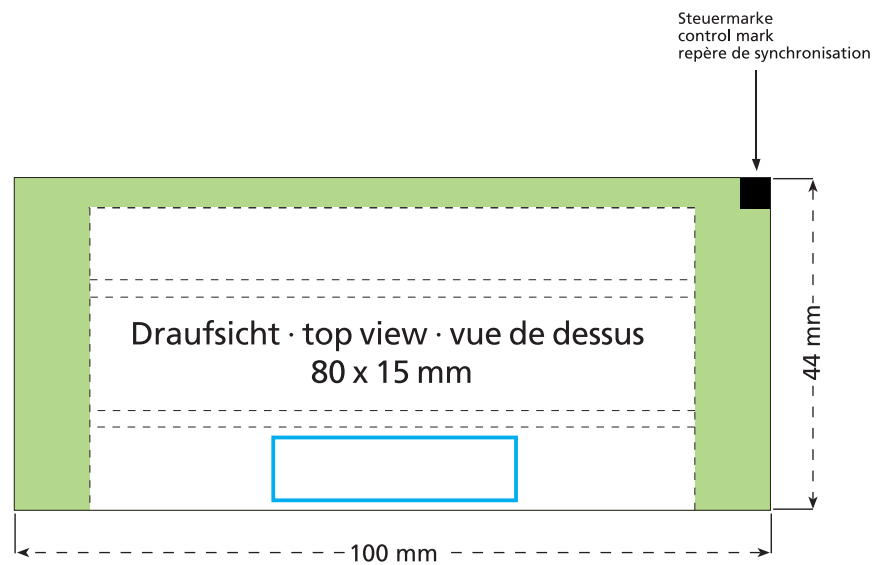 Steuermarke
control mark
repère de synchronisation
Draufsicht · top view · vue de dessus
80 x 15 mm
44 mm
100 mm